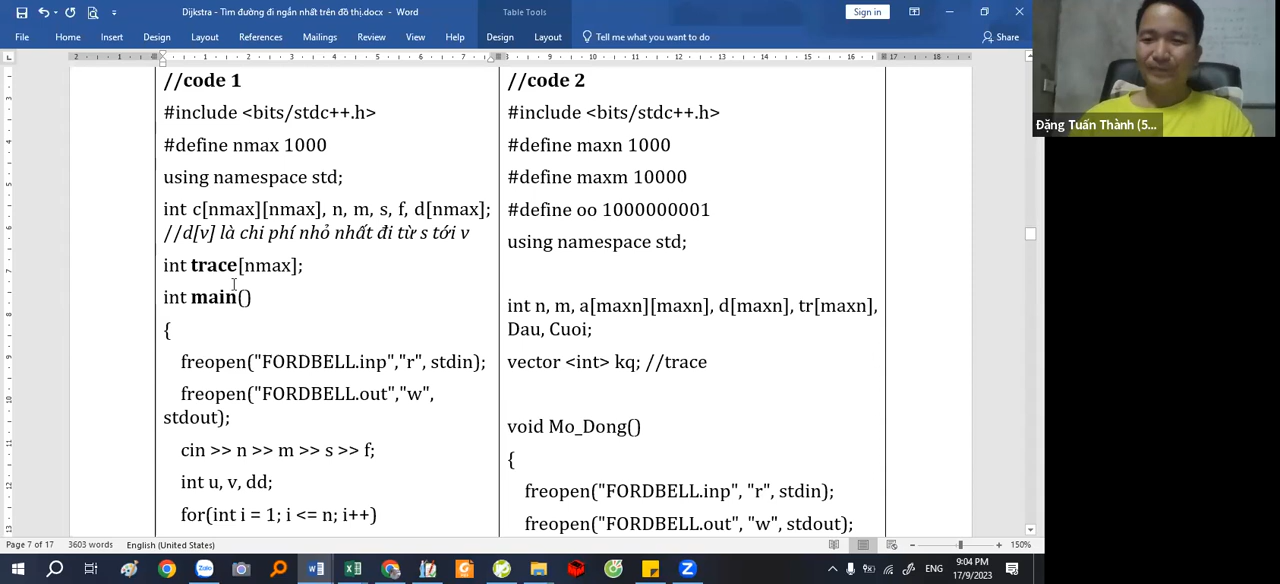 Dijkstra - Tìm đường đi ngắn nhất trên đồ thị.docx - Word
Table Tools
Sign in
File Home Insert Design Layout References Mailings Review View Help Design Layout Tell me what you want to do Share
//code 1
#include <bits/stdc++.h>
#define nmax 1000
using namespace std;
int c[nmax][nmax], n, m, s, f, d[nmax];
//d[v] là chi phí nhỏ nhất đi từ s tới v
int trace[nmax];
int main()
{
freopen("FORDBELL.inp","r", stdin);
freopen("FORDBELL.out","w",
stdout);
cin >> n >> m >> s >> f;
int u, v, dd;
for(int i = 1; i <= n; i++)
//code 2
#include <bits/stdc++.h>
#define maxn 1000
#define maxm 10000
#define oo 1000000001
using namespace std;
int n, m, a[maxn][maxn], d[maxn], tr[maxn],
Dau, Cuoi;
vector <int> kq; //trace
void Mo_Dong()
{
freopen("FORDBELL.inp", "r", stdin);
freopen("FORDBELL.out", "w", stdout);
Đặng Tuấn Thành (5...
Page 7 of 17 3603 words English (United States) 150%
ENG
9:04 PM
17/9/2023